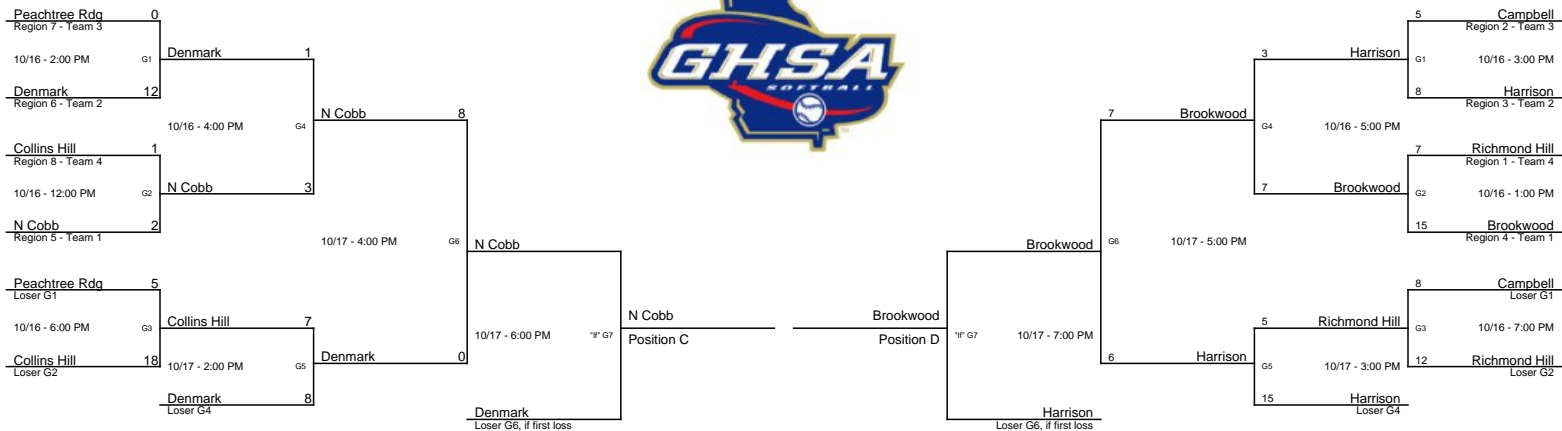 Peachtree Rdg 0
Region 7 - Team 3
10/16 - 2:00 PM G1
Denmark 1
Denmark 12
Region 6 - Team 2
10/16 - 4:00 PM G4
N Cobb 8
Collins Hill 1
Region 8 - Team 4
10/16 - 12:00 PM G2
N Cobb 3
N Cobb 2
Region 5 - Team 1
10/17 - 4:00 PM G6
N Cobb
Peachtree Rdg 5
Loser G1
10/16 - 6:00 PM G3
Collins Hill 7
Collins Hill 18
Loser G2
10/17 - 2:00 PM G5
Denmark 0
Denmark 8
Loser G4
10/17 - 6:00 PM "If" G7
N Cobb
Position C
Denmark
Loser G6, if first loss
GHSA
SOFTBALL
TM
5 Campbell
Region 2 - Team 3
3 Harrison
G1 10/16 - 3:00 PM
8 Harrison
Region 3 - Team 2
7 Brookwood
G4 10/16 - 5:00 PM
7 Richmond Hill
Region 1 - Team 4
7 Brookwood
G2 10/16 - 1:00 PM
15 Brookwood
Region 4 - Team 1
Brookwood
G6 10/17 - 5:00 PM
8 Campbell
Loser G1
5 Richmond Hill
G3 10/16 - 7:00 PM
12 Richmond Hill
Loser G2
6 Harrison
G5 10/17 - 3:00 PM
15 Harrison
Loser G4
Brookwood
Position D
"If" G7 10/17 - 7:00 PM
Harrison
Loser G6, if first loss